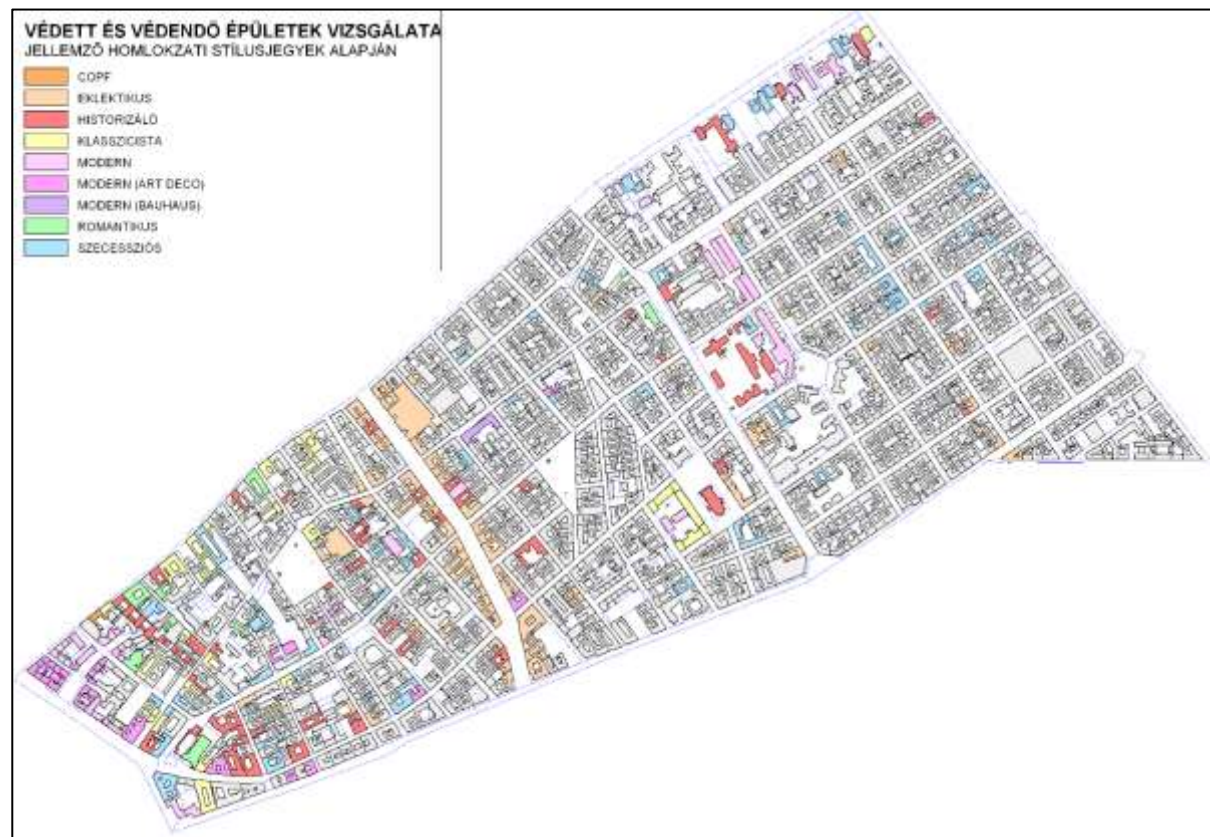 VÉDETT ÉS VÉDENDŐ ÉPÜLETEK VIZSGÁLATA
JELLEMZŐ HOMLOKZATI STÍLUSJEGYEK ALAPJÁN
COPF
EKLEKTIKUS
HISTORIZÁLÓ
KLASSZICISTA
MODERN
MODERN (ART DECO)
MODERN (BAUHAUS)
ROMANTIKUS
SZECESSZIÓS